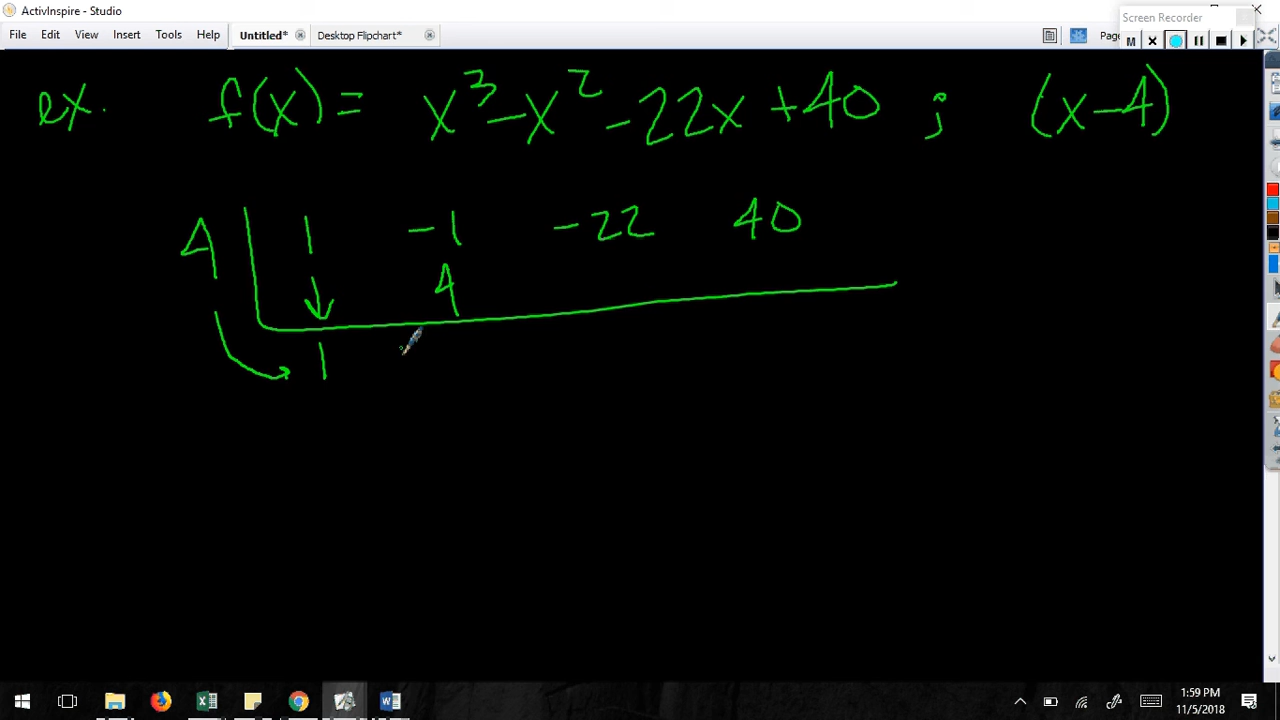 ActivInspire - Studio
Screen Recorder
File Edit View Insert Tools Help Untitled* Desktop Flipchart*
M
ex. f(x) = x³ - x² - 22x + 40 ; (x - 4)
4 1 -1 -22 40
4
1
1:59 PM
11/5/2018